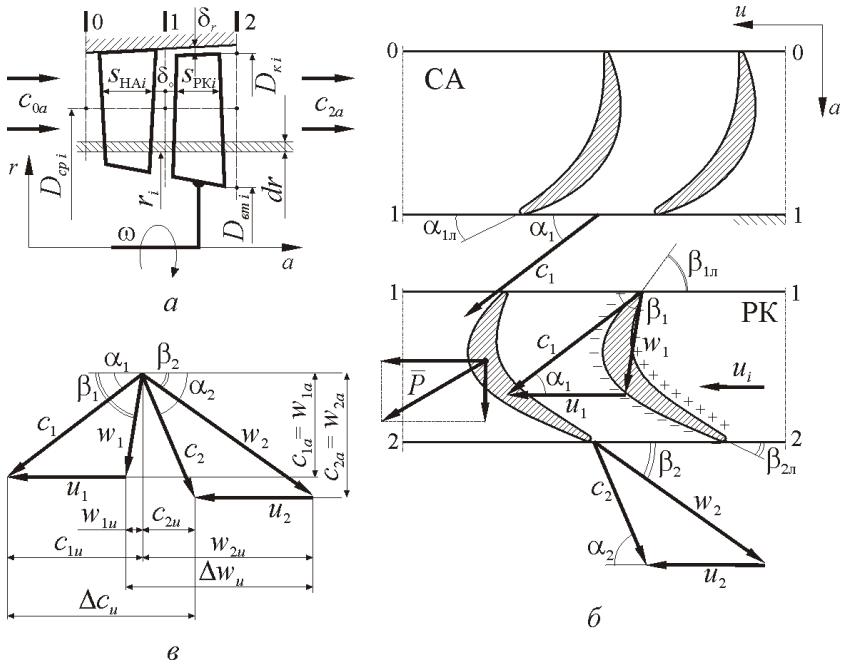 0 1 2
δr
sНАi δo sРКi
Dкi
c0a c2a
r
Dср i
ri
dr
Dвтi
ω
a
а
u
a
0 СА 0
1 1
α1л α1
c1
β1л
1 РК 1
β1
c1 w1
P̅
α1
u1
ui
2 2
β2 β2л
c2 w2
α2
u2
б
α1 β2
β1 α2
c1 w1 c2 w2
u1 u2
c1a = w1a
c2a = w2a
w1u c2u
c1u w2u
Δwu
Δcu
в